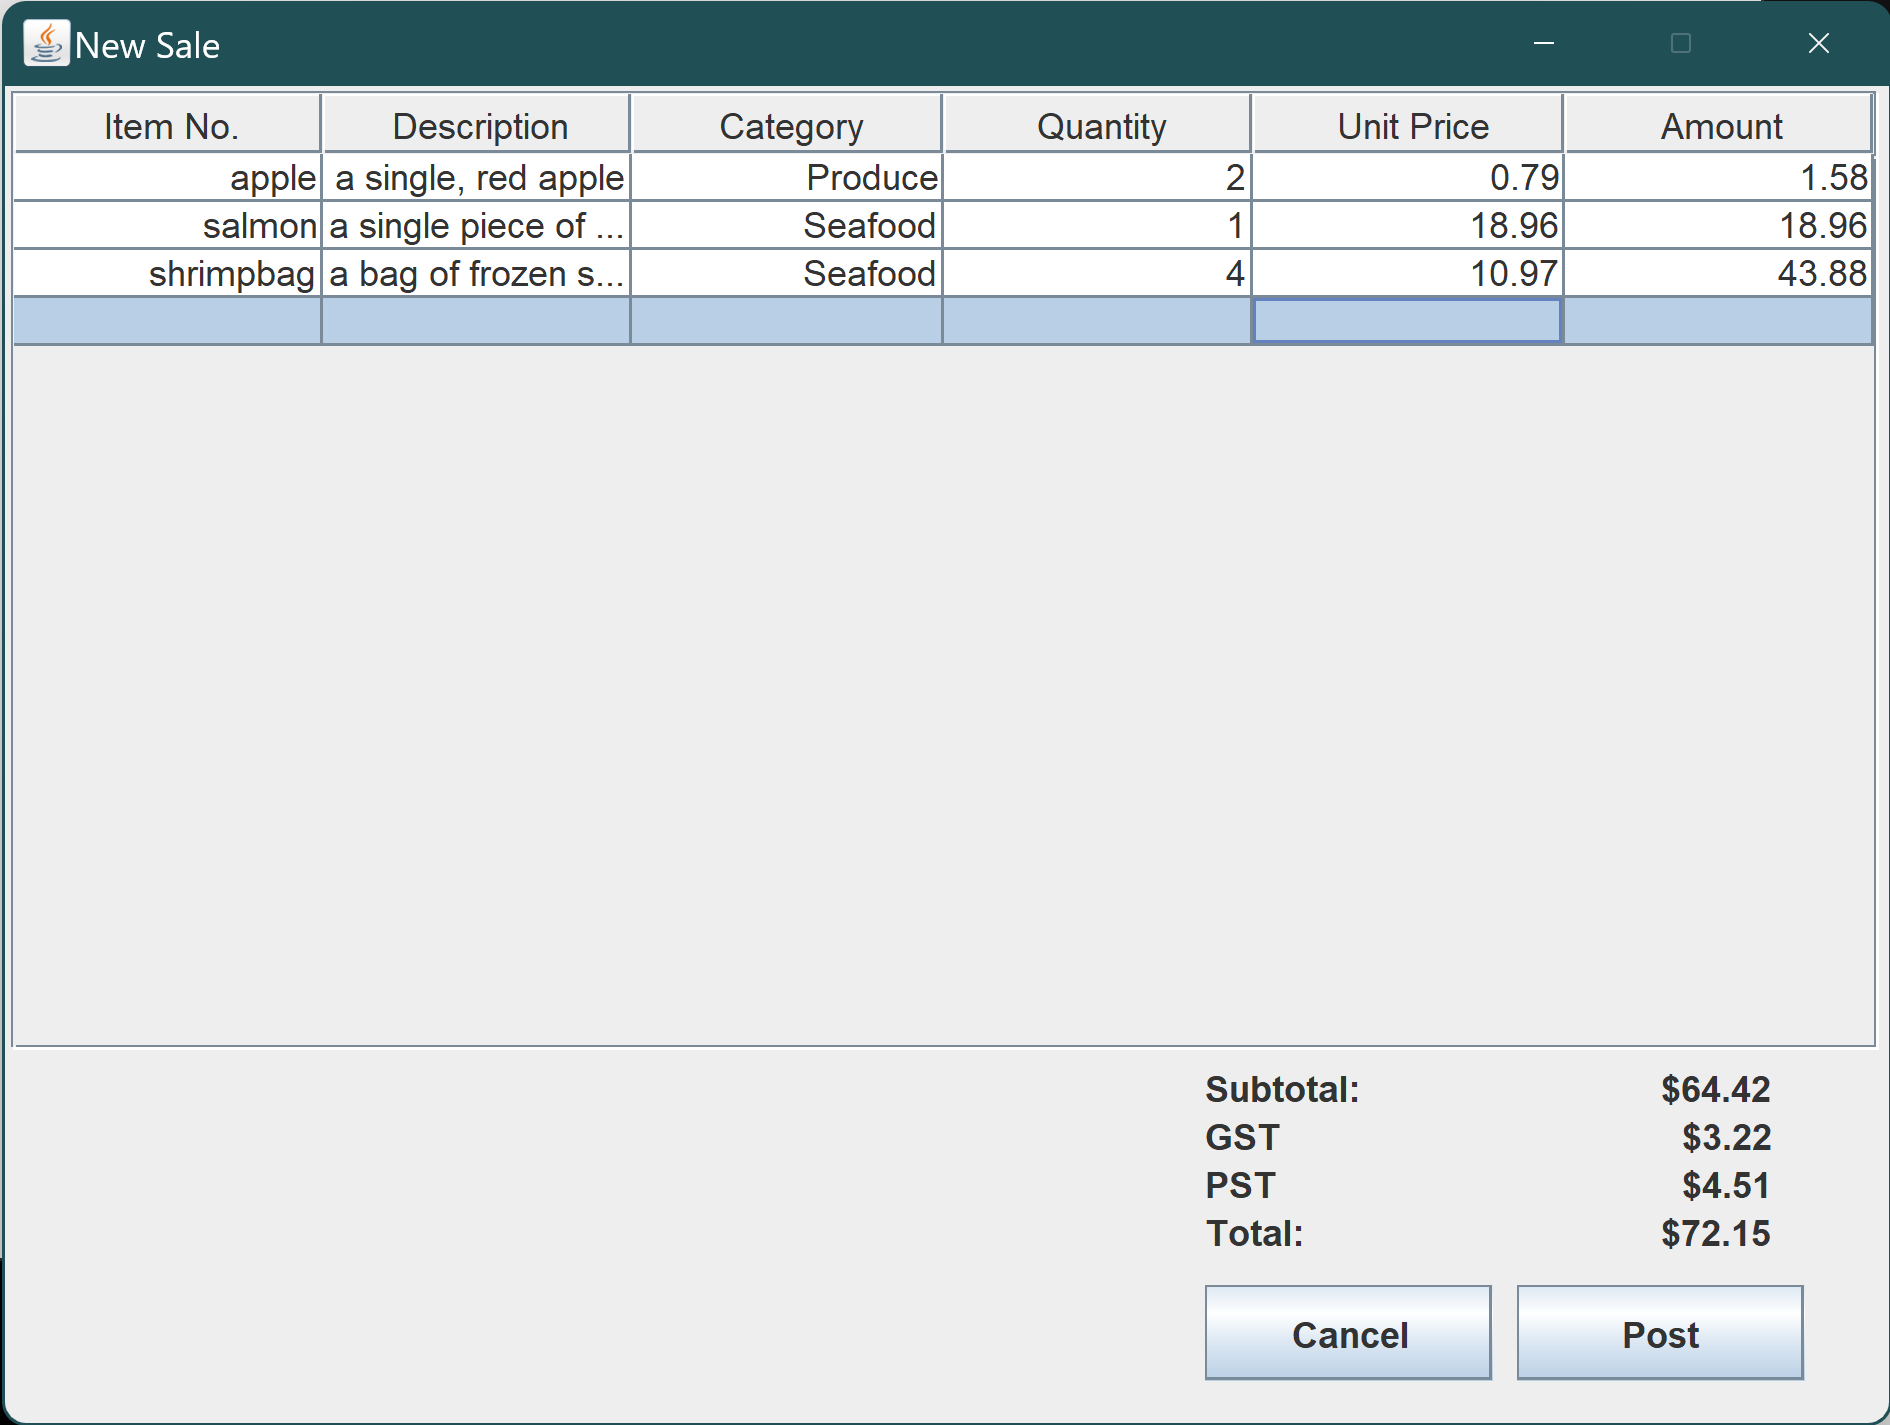 New Sale
Item No. Description Category Quantity Unit Price Amount
apple a single, red apple Produce 2 0.79 1.58
salmon a single piece of ... Seafood 1 18.96 18.96
shrimpbag a bag of frozen s... Seafood 4 10.97 43.88
Subtotal: $64.42
GST $3.22
PST $4.51
Total: $72.15
Cancel Post